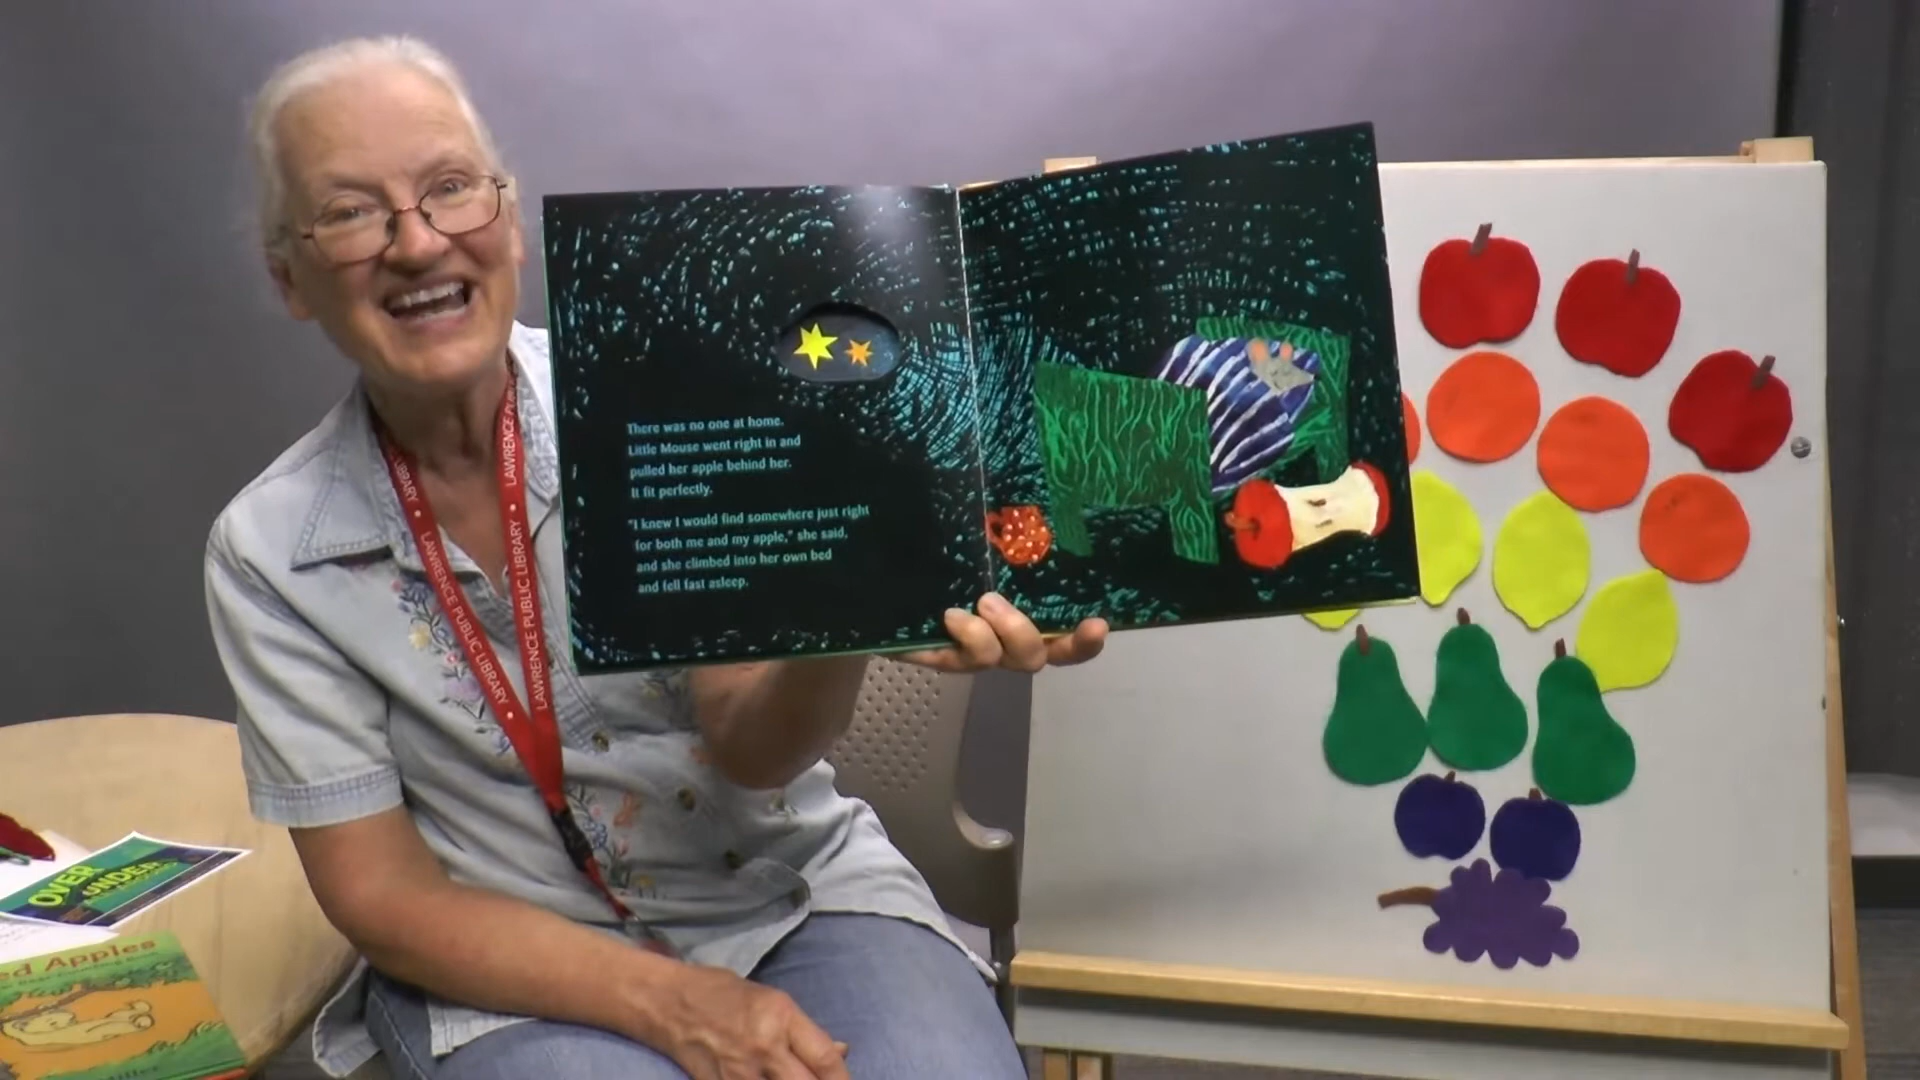 There was no one at home.
Little Mouse went right in and
pulled her apple behind her.
It fit perfectly.
"I knew I would find somewhere just right
for both me and my apple," she said,
and she climbed into her own bed
and fell fast asleep.
LIBRARY
LAWRENCE PUBLIC LIBRARY •
LAWRENCE
LAWRENCE PUBLIC LIBRARY •
OVER
UNDER
ed Apples